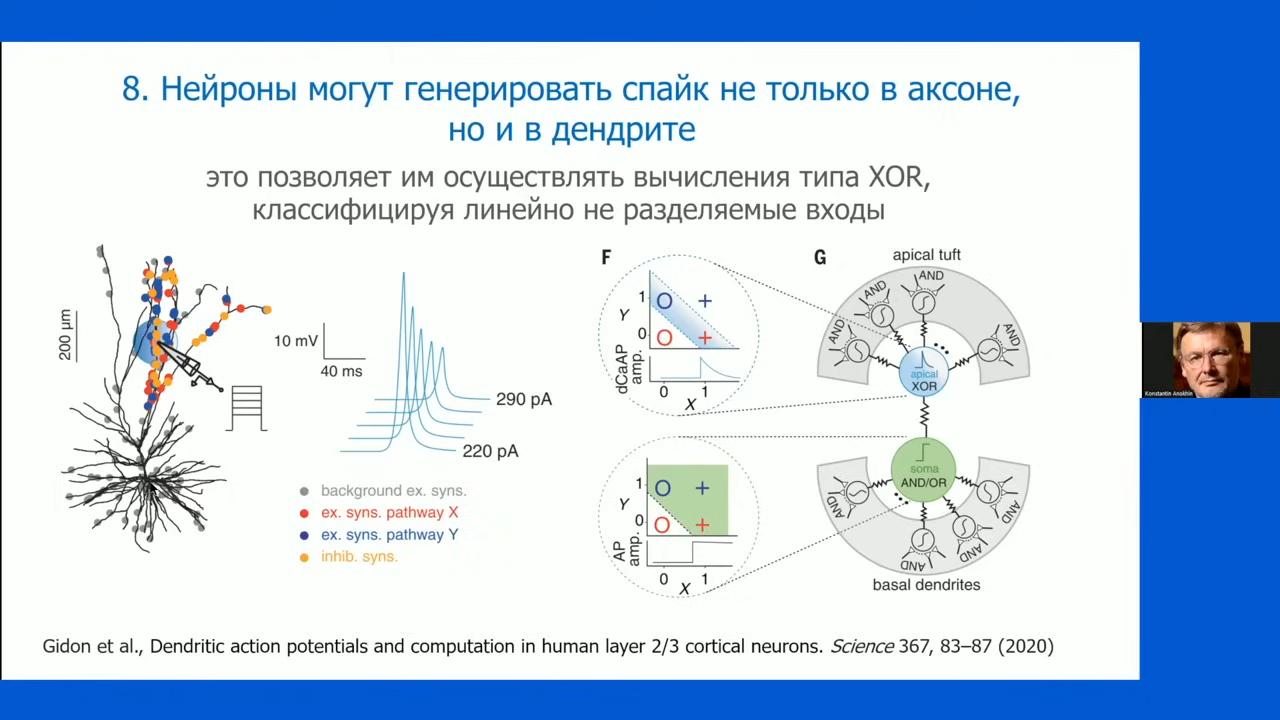 8. Нейроны могут генерировать спайк не только в аксоне,
но и в дендрите
это позволяет им осуществлять вычисления типа XOR,
классифицируя линейно не разделяемые входы
200 µm
10 mV
40 ms
290 pA
220 pA
background ex. syns.
ex. syns. pathway X
ex. syns. pathway Y
inhib. syns.
F
Y
1
0
O
+
O
+
dCaAP
amp.
0
1
X
Y
1
0
O
+
O
+
AP
amp.
0
1
X
G
apical tuft
AND
AND
AND
AND
apical
XOR
soma
AND/OR
AND
AND
AND
AND
basal dendrites
Gidon et al., Dendritic action potentials and computation in human layer 2/3 cortical neurons. Science 367, 83–87 (2020)
Konstantin Anokhin